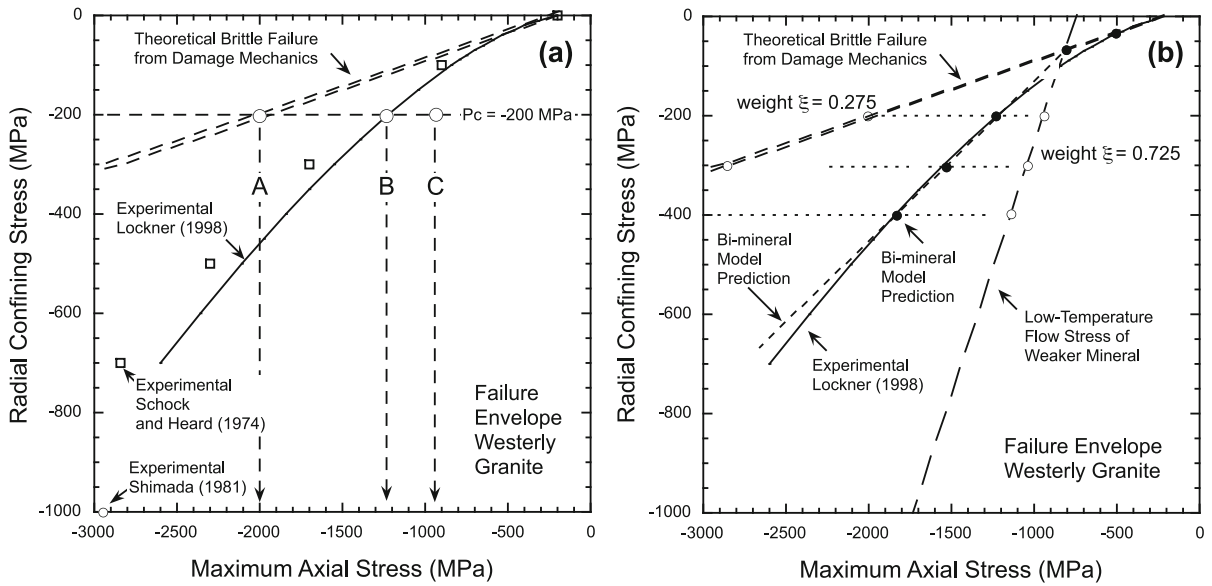 Theoretical Brittle Failure
from Damage Mechanics
(a)
Pc = -200 MPa
A
B
C
Experimental
Lockner (1998)
Experimental
Schock
and Heard (1974)
Experimental
Shimada (1981)
Failure
Envelope
Westerly
Granite
0
-200
-400
-600
-800
-1000
Radial Confining Stress (MPa)
-3000
-2500
-2000
-1500
-1000
-500
0
Maximum Axial Stress (MPa)
Theoretical Brittle Failure
from Damage Mechanics
(b)
weight ξ = 0.275
weight ξ = 0.725
Bi-mineral
Model
Prediction
Bi-mineral
Model
Prediction
Low-Temperature
Flow Stress of
Weaker Mineral
Experimental
Lockner (1998)
Failure Envelope
Westerly Granite
0
-200
-400
-600
-800
-1000
Radial Confining Stress (MPa)
-3000
-2500
-2000
-1500
-1000
-500
0
Maximum Axial Stress (MPa)